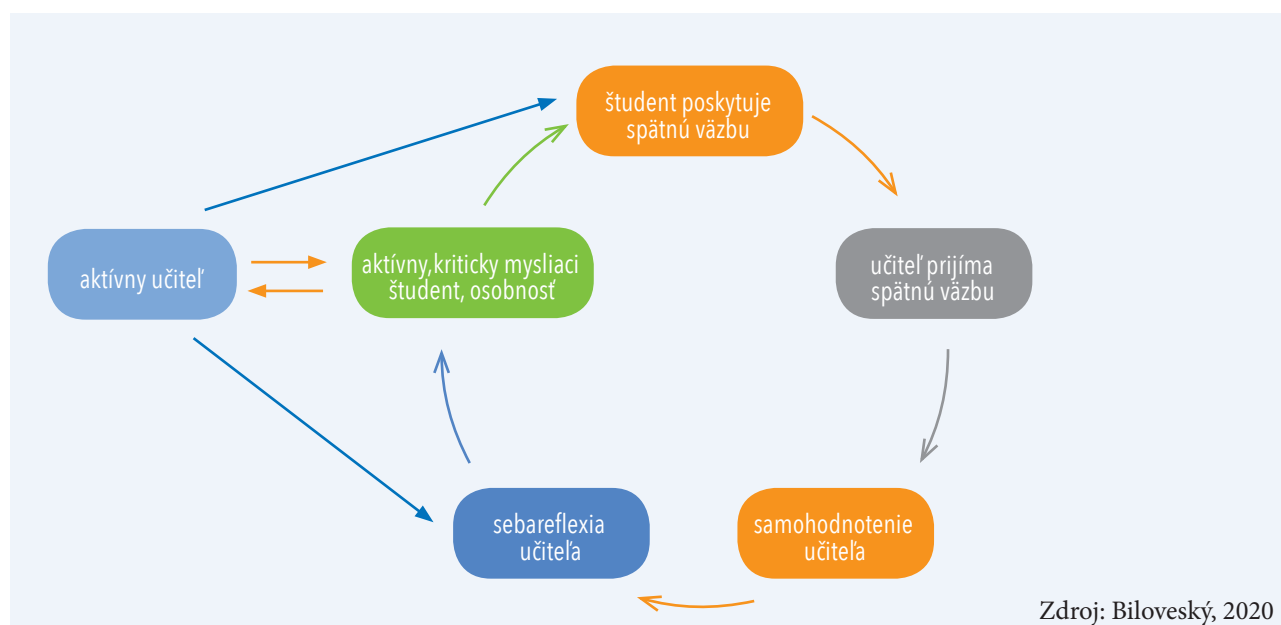 študent poskytuje
spätnú väzbu
aktívny učiteľ
aktívny,kriticky mysliaci
študent, osobnosť
učiteľ prijíma
spätnú väzbu
sebareflexia
učiteľa
samohodnotenie
učiteľa
Zdroj: Biloveský, 2020